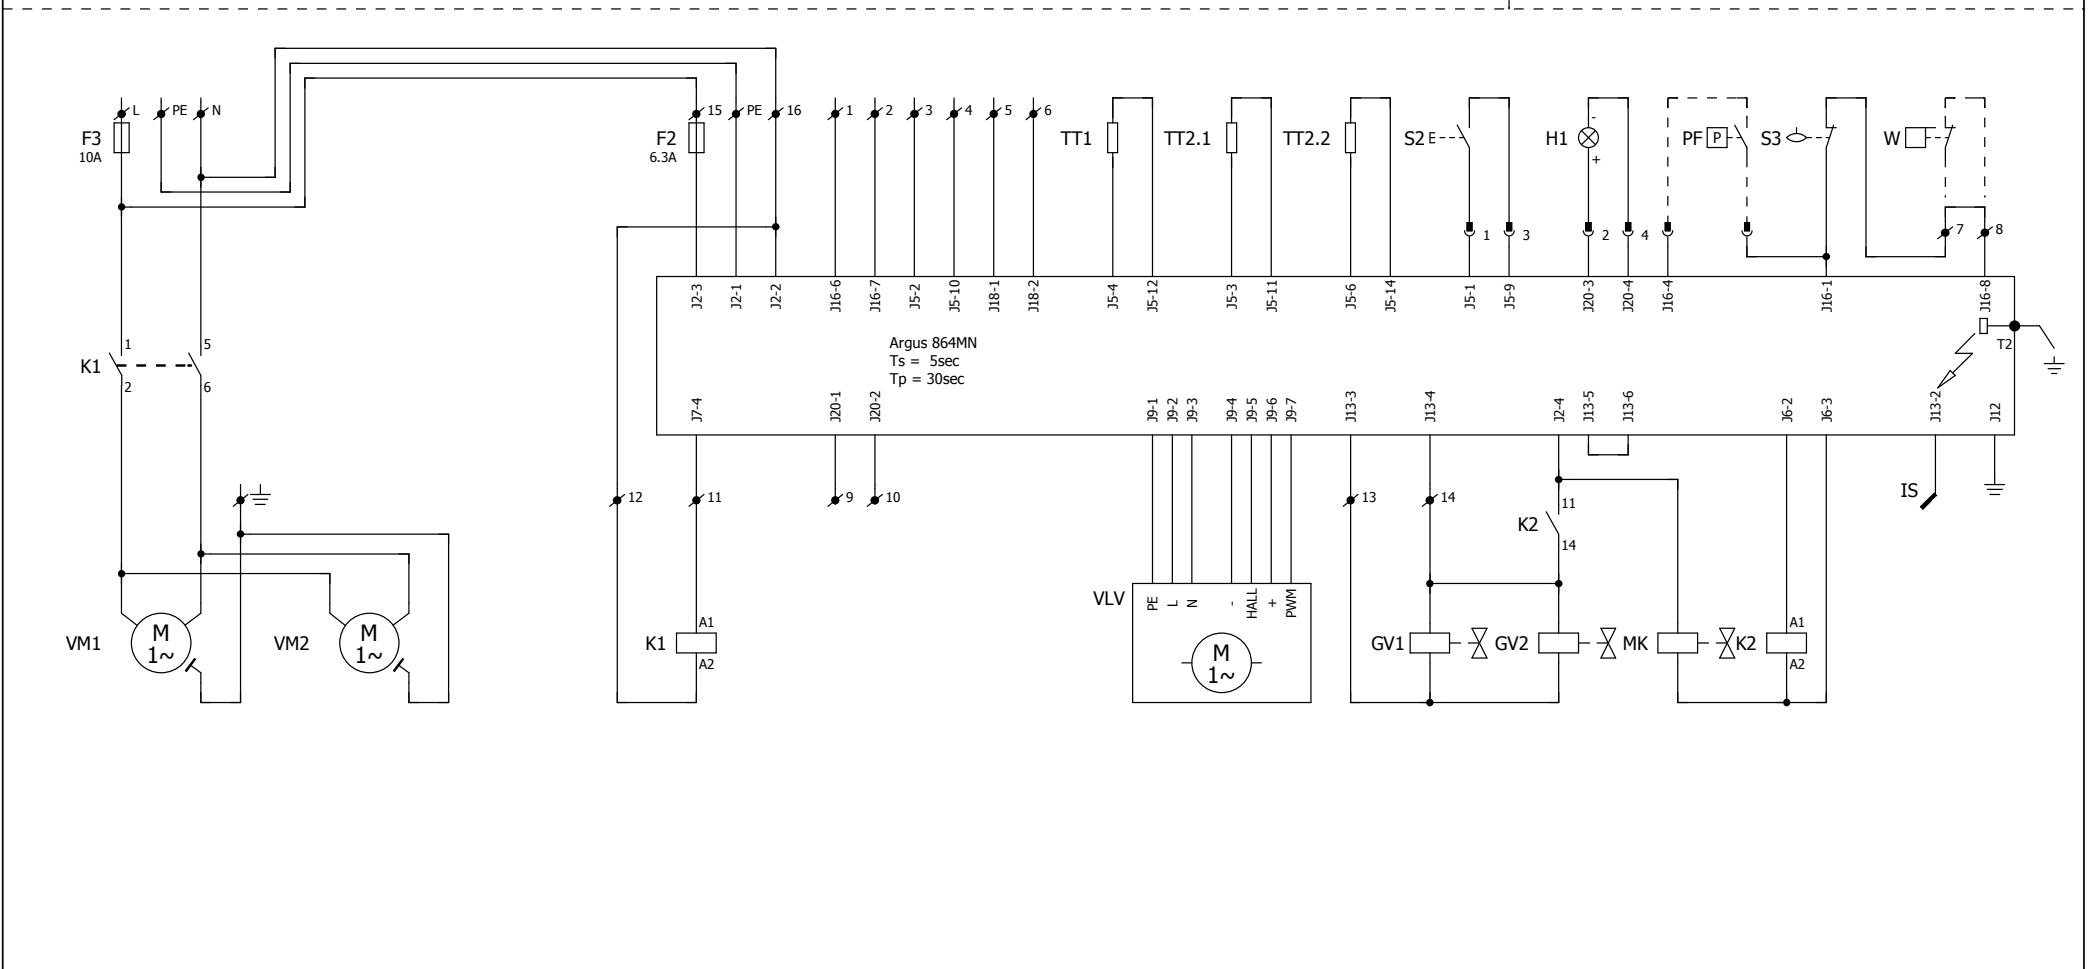 L PE N 15 PE 16 1 2 3 4 5 6
F3 F2 TT1 TT2.1 TT2.2 S2 E H1 - PF P S3 W
10A 6.3A +
1 3 2 4 7 8
J2-3 J2-1 J2-2 J16-6 J16-7 J5-2 J5-10 J18-1 J18-2 J5-4 J5-12 J5-3 J5-11 J5-6 J5-14 J5-1 J5-9 J20-3 J20-4 J16-4 J16-1 J16-8
Argus 864MN
Ts = 5sec
Tp = 30sec
T2
K1 1 5
2 6
J7-4 J20-1 J20-2 J9-1 J9-2 J9-3 J9-4 J9-5 J9-6 J9-7 J13-3 J13-4 J2-4 J13-5 J13-6 J6-2 J6-3 J13-2 J12
12 11 9 10 13 14 IS
K2 11
14
VLV PE L N - HALL + PWM
VM1 M VM2 M K1 A1 M GV1 GV2 MK K2 A1
1~ 1~ A2 1~ A2